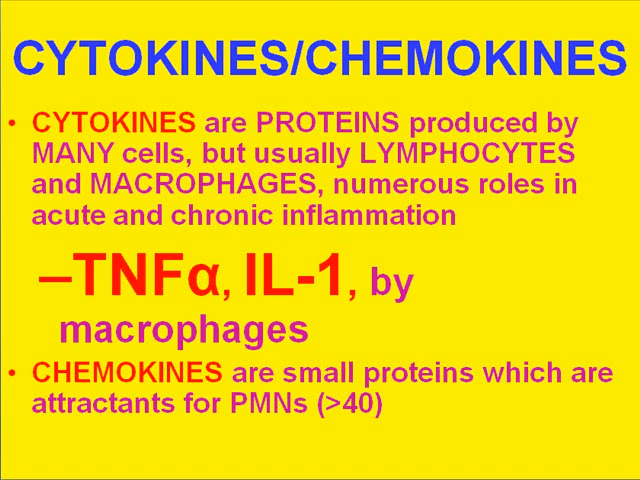 CYTOKINES/CHEMOKINES
• CYTOKINES are PROTEINS produced by
MANY cells, but usually LYMPHOCYTES
and MACROPHAGES, numerous roles in
acute and chronic inflammation
–TNFα, IL-1, by
macrophages
• CHEMOKINES are small proteins which are
attractants for PMNs (>40)